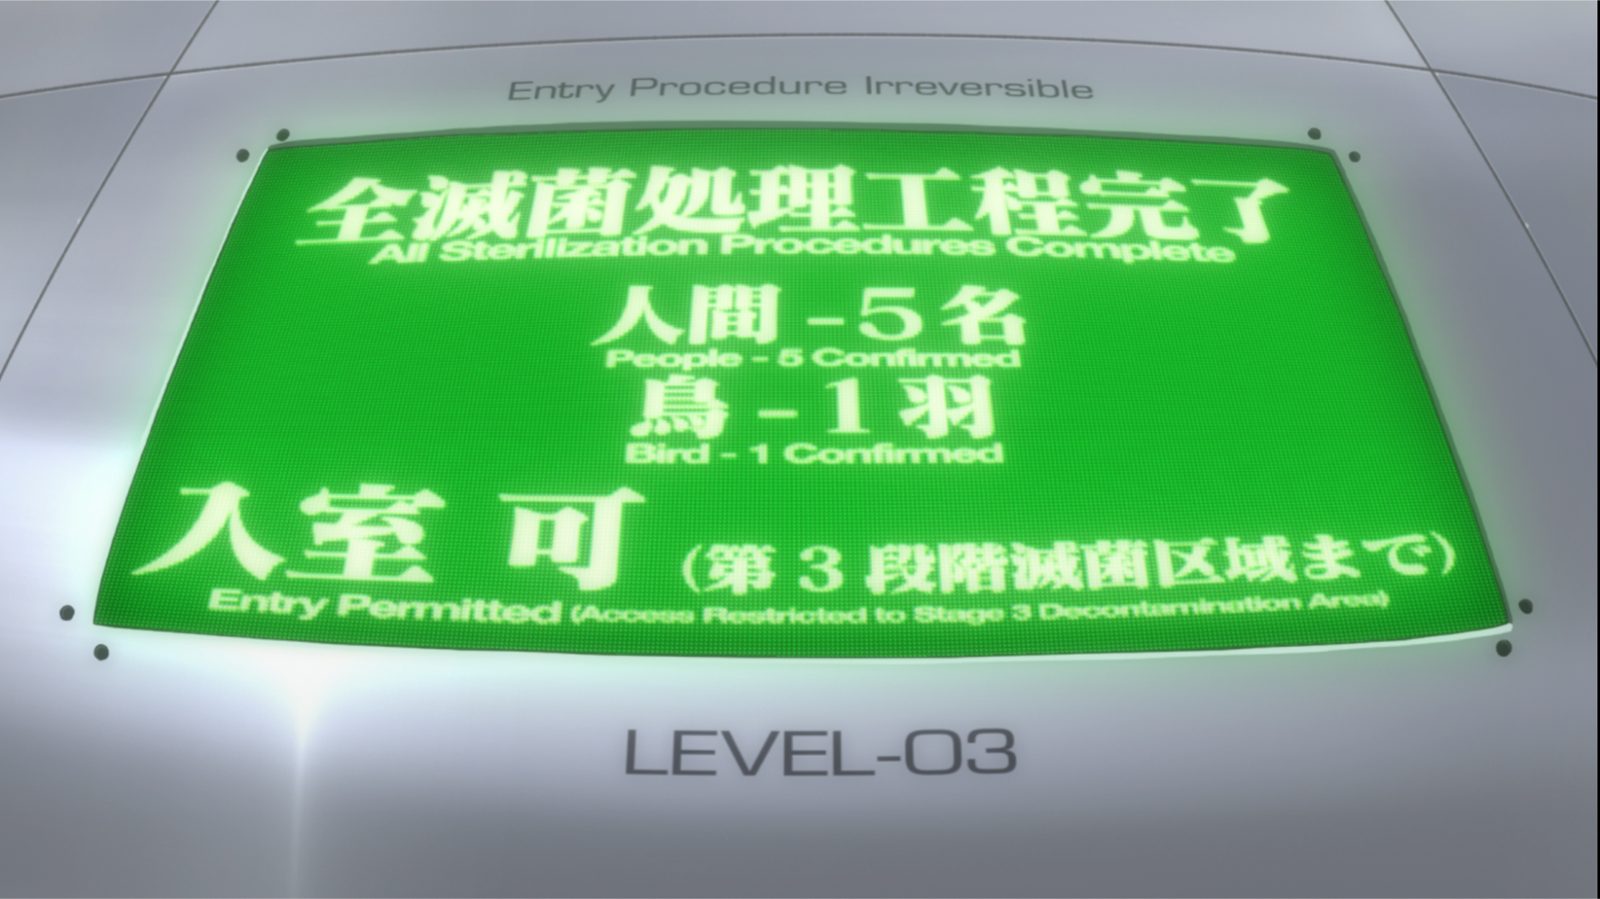 Entry Procedure Irreversible
全滅菌処理工程完了
All Sterilization Procedures Complete
人間 -5名
People - 5 Confirmed
鳥 -1羽
Bird - 1 Confirmed
入室 可 (第3段階滅菌区域まで)
Entry Permitted (Access Restricted to Stage 3 Decontamination Area)
LEVEL-03